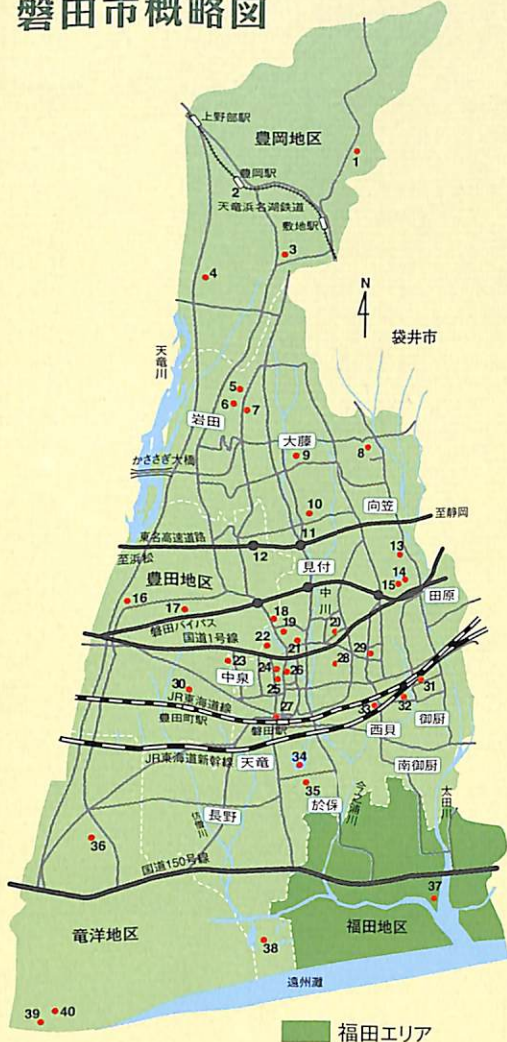 磐田市概略図
上野部駅
豊岡地区
1
豊岡駅
2
天竜浜名湖鉄道
敷地駅
3
4
N
袋井市
天竜川
5
6
7
岩田
大藤
9
8
かささぎ大橋
10
向笠
至静岡
東名高速道路
11
12
至浜松
見付
13
豊田地区
14
15
田原
16
17
中川
磐田バイパス
18
19
20
国道1号線
22
21
23
中泉
24
26
28
29
25
30
31
JR東海道線
27
32
33
御厨
豊田町駅
磐田駅
西貝
34
JR東海道新幹線
天竜
南御厨
35
於保
今之浦川
太田川
長野
仿僧川
36
国道150号線
37
竜洋地区
福田地区
38
遠州灘
39
40
福田エリア